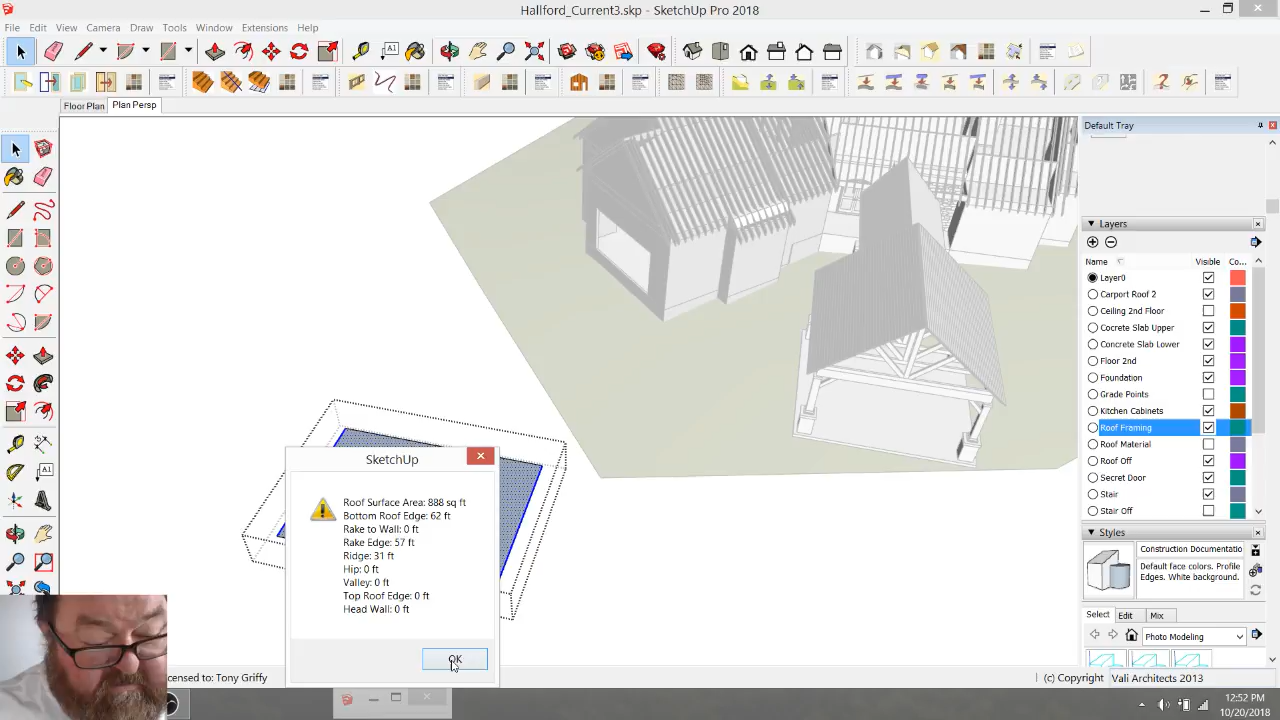 Hallford_Current3.skp - SketchUp Pro 2018
File Edit View Camera Draw Tools Window Extensions Help
Floor Plan Plan Persp
Default Tray
Layers
Name Visible Co...
Layer0
Carport Roof 2
Ceiling 2nd Floor
Cocrete Slab Upper
Concrete Slab Lower
Floor 2nd
Foundation
Grade Points
Kitchen Cabinets
Roof Framing
Roof Material
Roof Off
Secret Door
Stair
Stair Off
Styles
Construction Documentatio
Default face colors. Profile
Edges. White background.
Select Edit Mix
Photo Modeling
SketchUp
Roof Surface Area: 888 sq ft
Bottom Roof Edge: 62 ft
Rake to Wall: 0 ft
Rake Edge: 57 ft
Ridge: 31 ft
Hip: 0 ft
Valley: 0 ft
Top Roof Edge: 0 ft
Head Wall: 0 ft
OK
censed to: Tony Griffy
(c) Copyright Vali Architects 2013
12:52 PM
10/20/2018